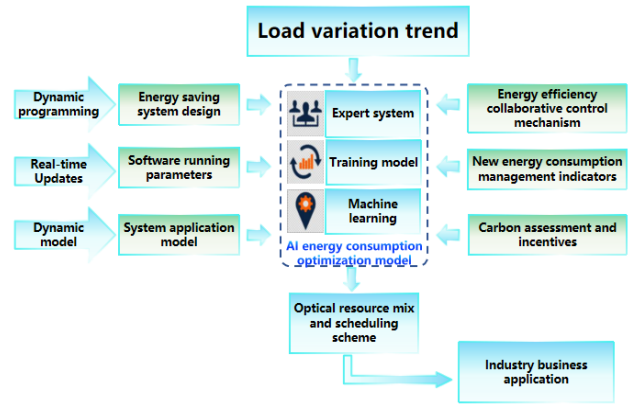 Load variation trend
Dynamic
programming
Energy saving
system design
Expert system
Energy efficiency
collaborative control
mechanism
Real-time
Updates
Software running
parameters
Training model
New energy consumption
management indicators
Dynamic
model
System application
model
Machine
learning
Carbon assessment and
incentives
AI energy consumption
optimization model
Optical resource mix
and scheduling
scheme
Industry business
application